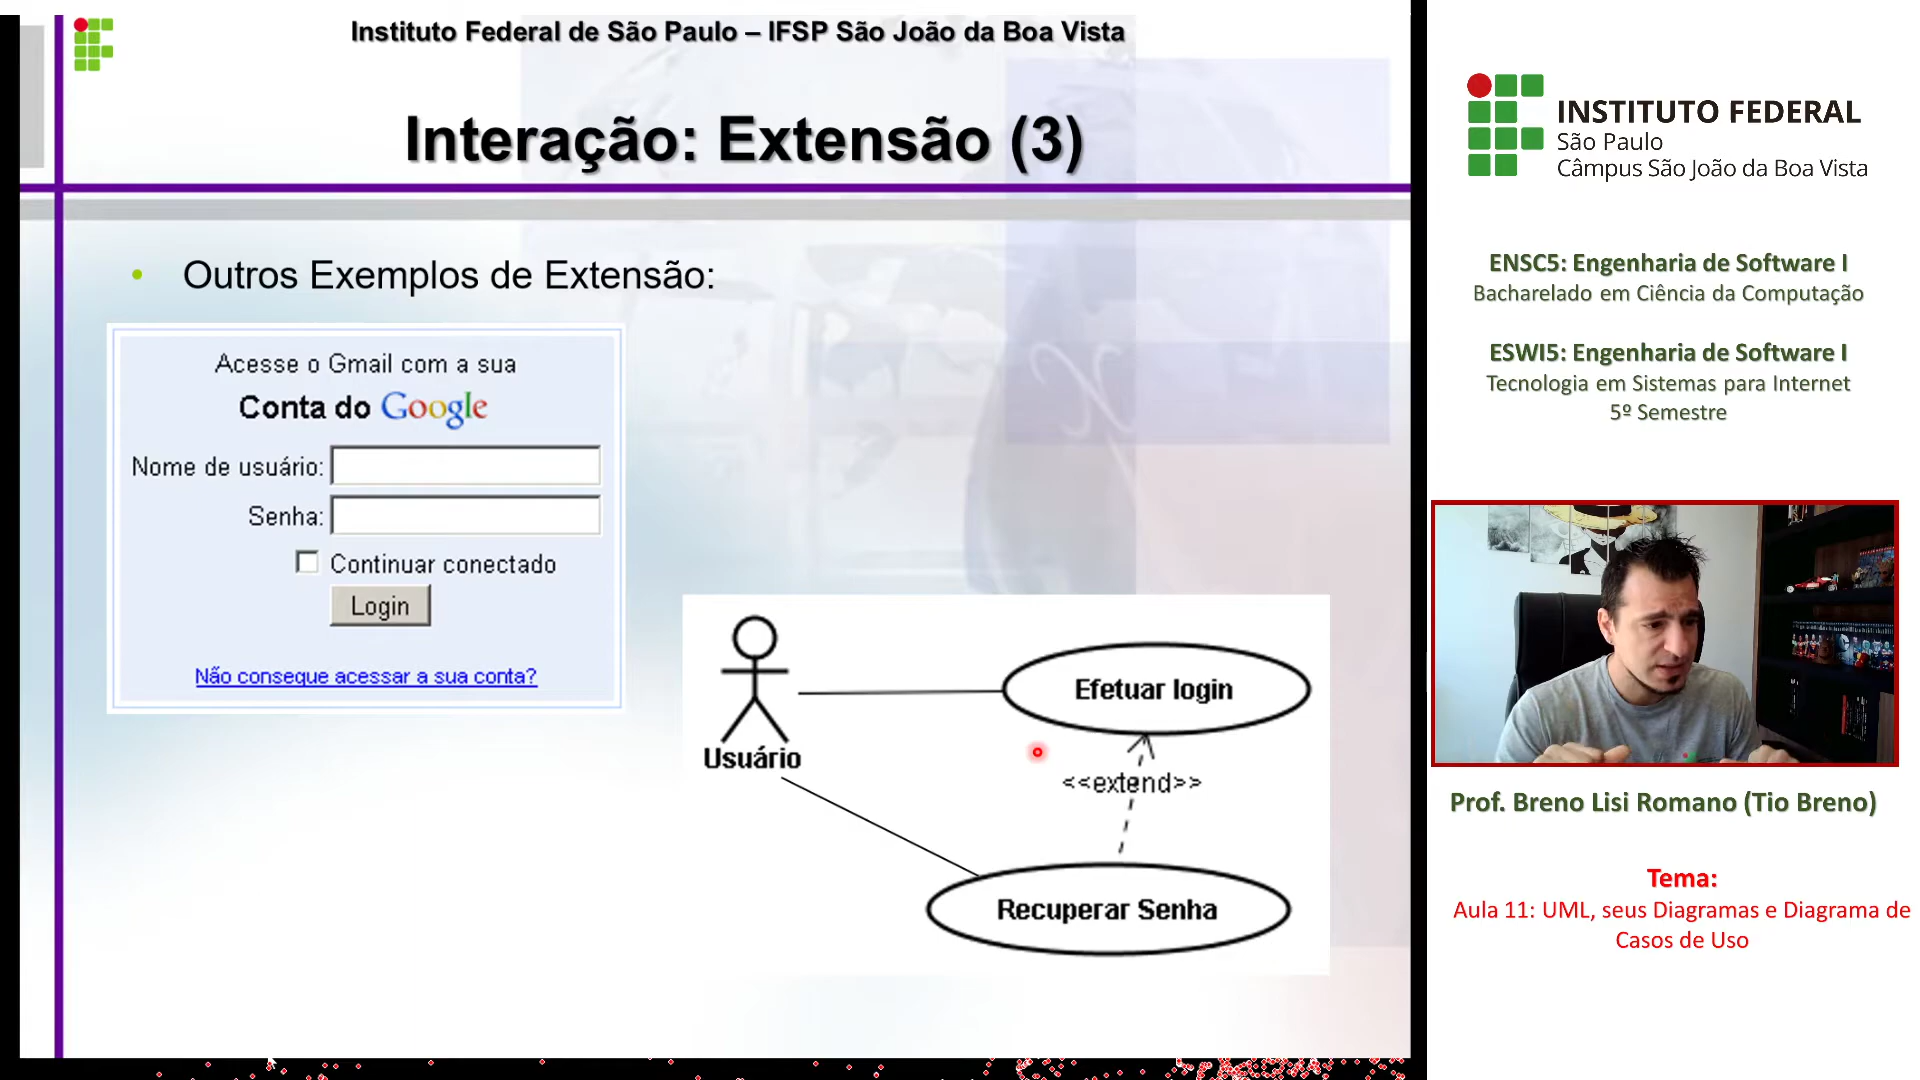 Instituto Federal de São Paulo – IFSP São João da Boa Vista
Interação: Extensão (3)
• Outros Exemplos de Extensão:
Acesse o Gmail com a sua
Conta do Google
Nome de usuário:
Senha:
Continuar conectado
Login
Não consegue acessar a sua conta?
Usuário
Efetuar login
<<extend>>
Recuperar Senha
INSTITUTO FEDERAL
São Paulo
Câmpus São João da Boa Vista
ENSC5: Engenharia de Software I
Bacharelado em Ciência da Computação
ESWI5: Engenharia de Software I
Tecnologia em Sistemas para Internet
5º Semestre
Prof. Breno Lisi Romano (Tio Breno)
Tema:
Aula 11: UML, seus Diagramas e Diagrama de
Casos de Uso